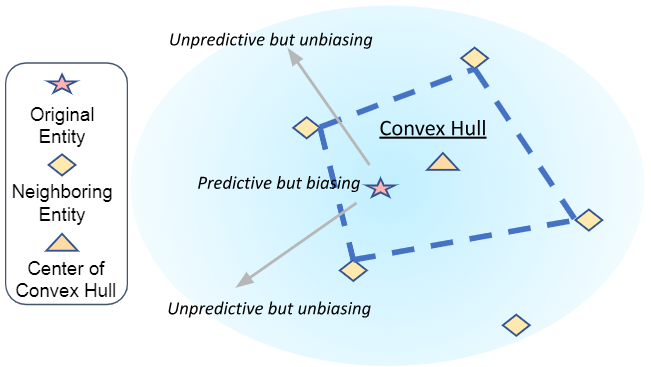 Original
Entity
Neighboring
Entity
Center of
Convex Hull
Unpredictive but unbiasing
Convex Hull
Predictive but biasing
Unpredictive but unbiasing